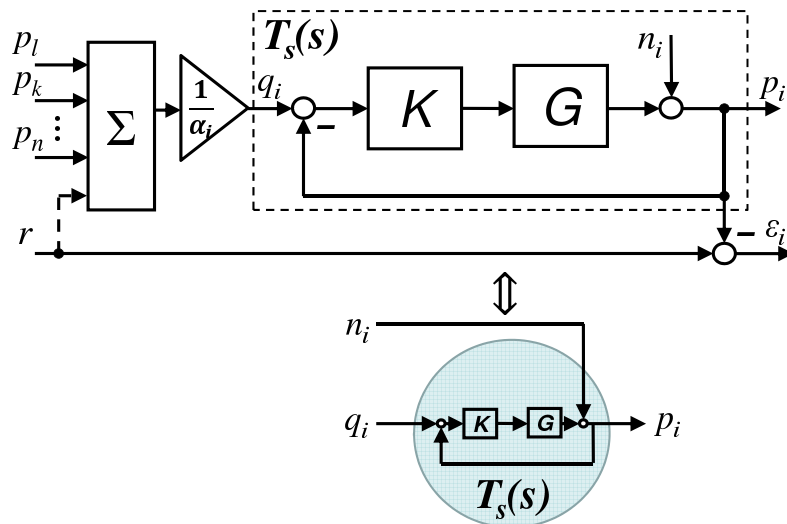 p_l
p_k
p_n
⋮
r
Σ
1
α_i
T_s(s)
q_i
−
K
G
n_i
p_i
− ε_i
n_i
q_i
K
G
p_i
T_s(s)